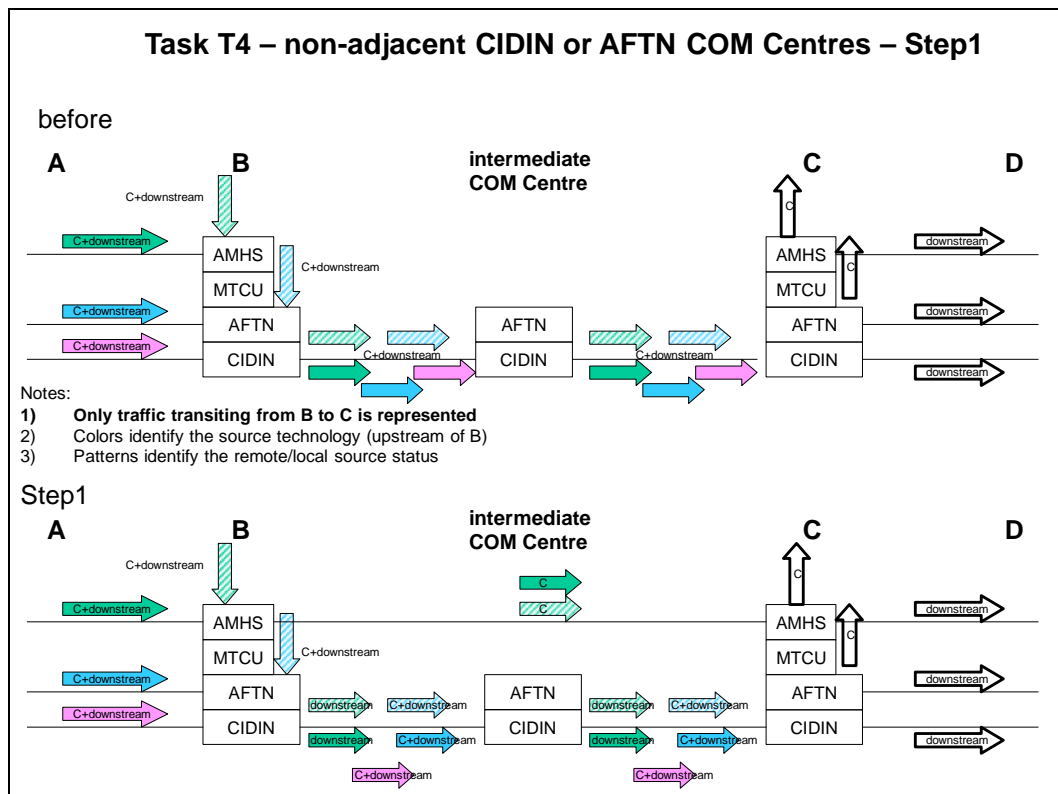 Task T4 – non-adjacent CIDIN or AFTN COM Centres – Step1
before
A
B
intermediate
COM Centre
C
D
C+downstream
C
C+downstream
AMHS
AMHS
C
downstream
C+downstream
MTCU
MTCU
C+downstream
AFTN
AFTN
AFTN
downstream
C+downstream
C+downstream
C+downstream
CIDIN
CIDIN
CIDIN
downstream
Notes:
1) Only traffic transiting from B to C is represented
2) Colors identify the source technology (upstream of B)
3) Patterns identify the remote/local source status
Step1
A
B
intermediate
COM Centre
C
D
C+downstream
C
C
C+downstream
C
downstream
AMHS
AMHS
C
C+downstream
MTCU
MTCU
C+downstream
AFTN
AFTN
AFTN
downstream
downstream
C+downstream
downstream
C+downstream
C+downstream
CIDIN
CIDIN
CIDIN
downstream
C+downstream
downstream
C+downstream
downstream
C+downstream
C+downstream